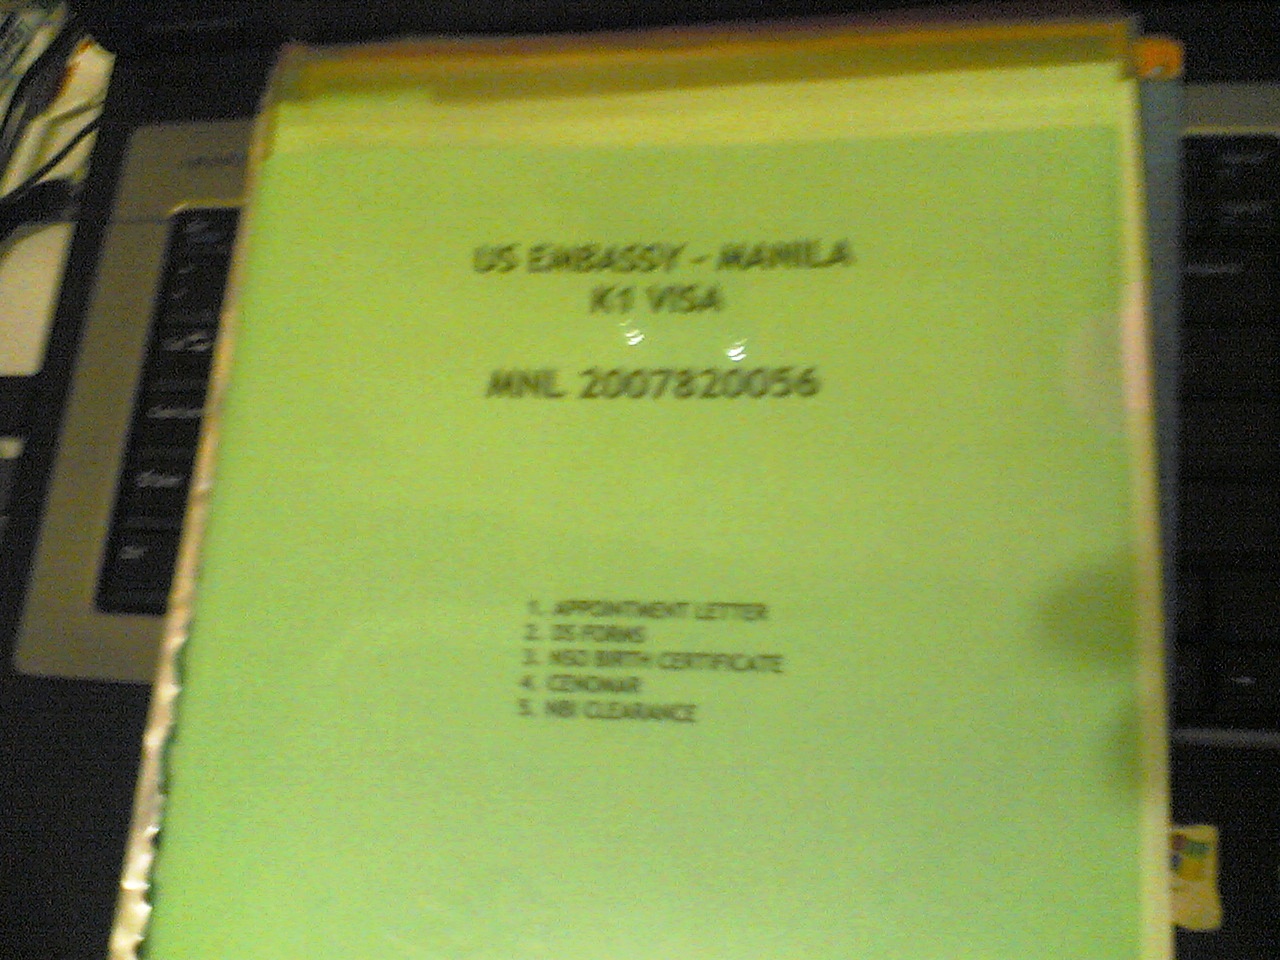 US EMBASSY - MANILA
K1 VISA
MNL 2007820056
1. APPOINTMENT LETTER
2. DS FORMS
3. NSO BIRTH CERTIFICATE
4. CENOMAR
5. NBI CLEARANCE